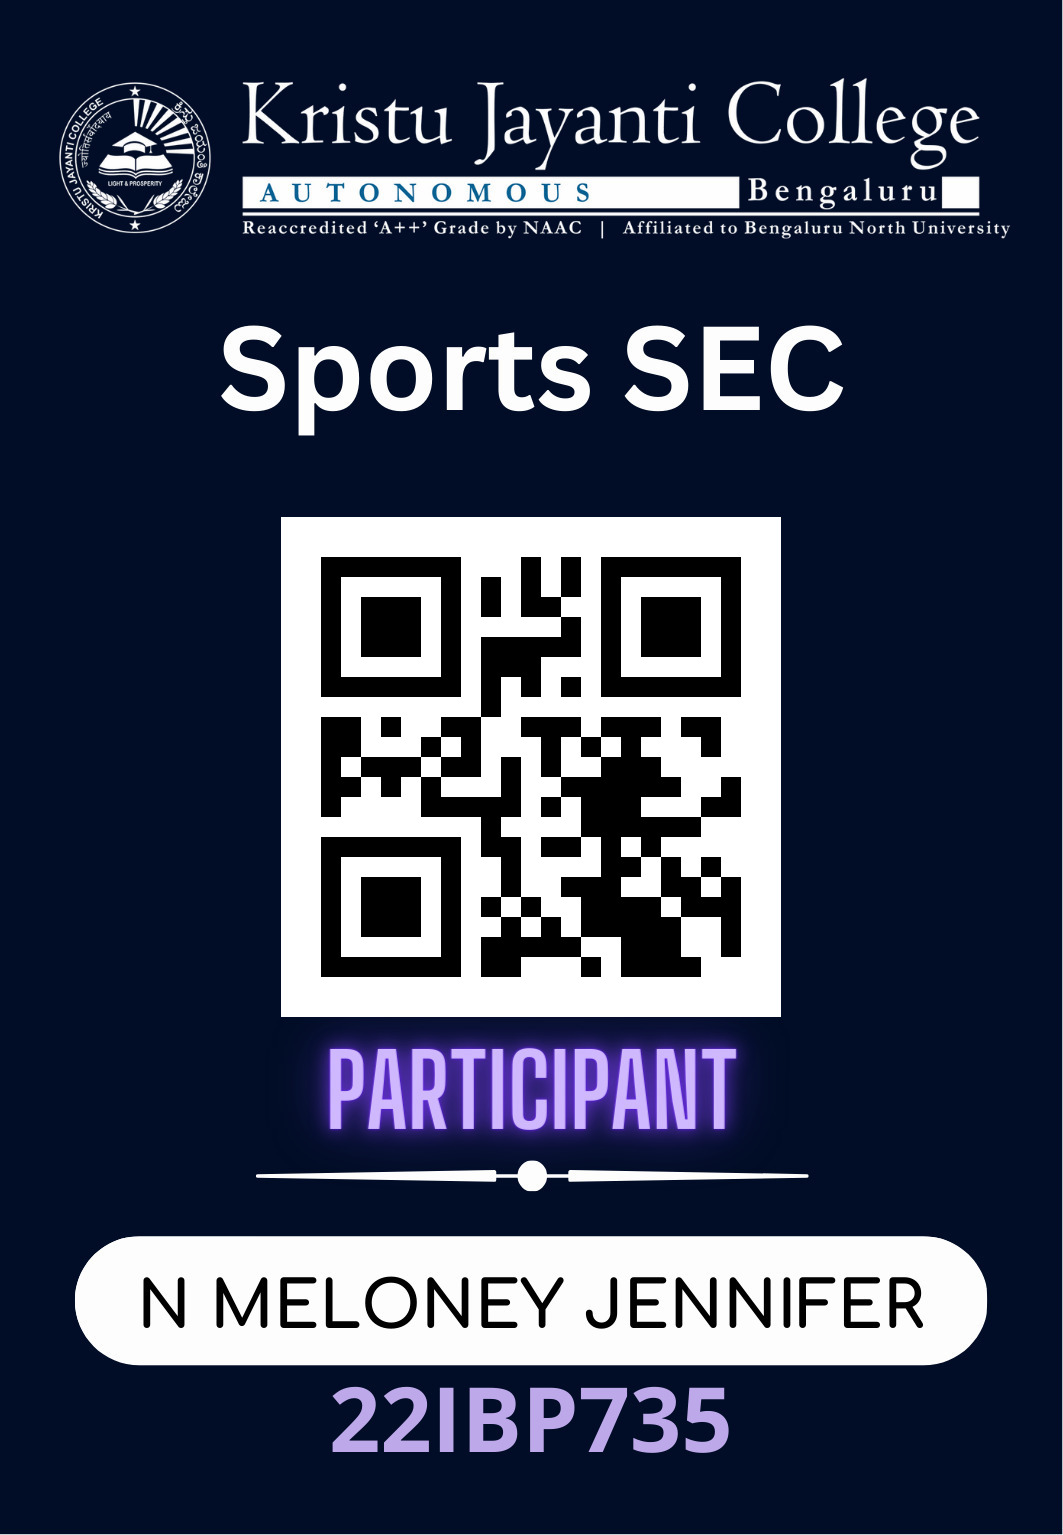 KRISTU JAYANTI COLLEGE
ಕ್ರಿಸ್ತು ಜಯಂತಿ ಕಾಲೇಜು
LIGHT & PROSPERITY
Kristu Jayanti College
AUTONOMOUS Bengaluru
Reaccredited ‘A++’ Grade by NAAC | Affiliated to Bengaluru North University
Sports SEC
PARTICIPANT
N MELONEY JENNIFER
22IBP735